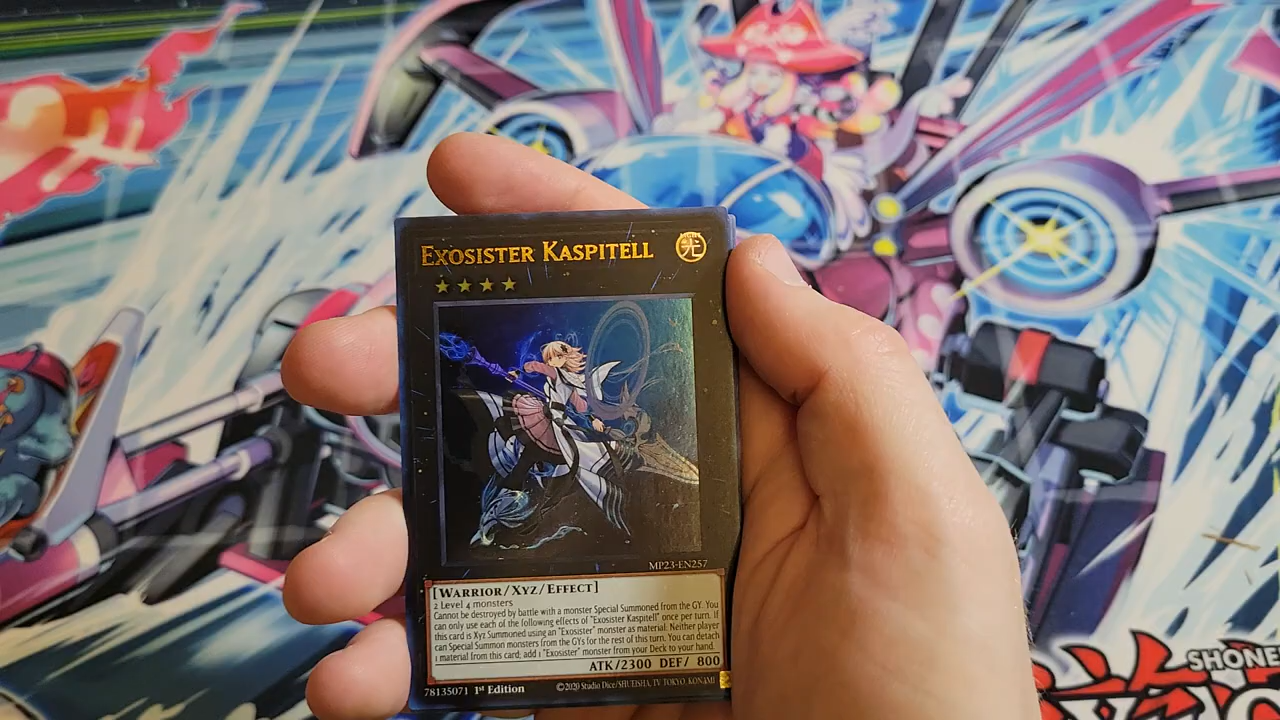 EXOSISTER KASPITELL
LIGHT
光
MP23-EN257
[WARRIOR/XYZ/EFFECT]
2 Level 4 monsters
Cannot be destroyed by battle with a monster Special Summoned from the GY. You
can only use each of the following effects of "Exosister Kaspitell" once per turn. If
this card is Xyz Summoned using an "Exosister" monster as material: Neither player
can Special Summon monsters from the GYs for the rest of this turn. You can detach
1 material from this card; add 1 "Exosister" monster from your Deck to your hand.
ATK/2300 DEF/ 800
78135071 1st Edition ©2020 Studio Dice/SHUEISHA, TV TOKYO, KONAMI
SHONE